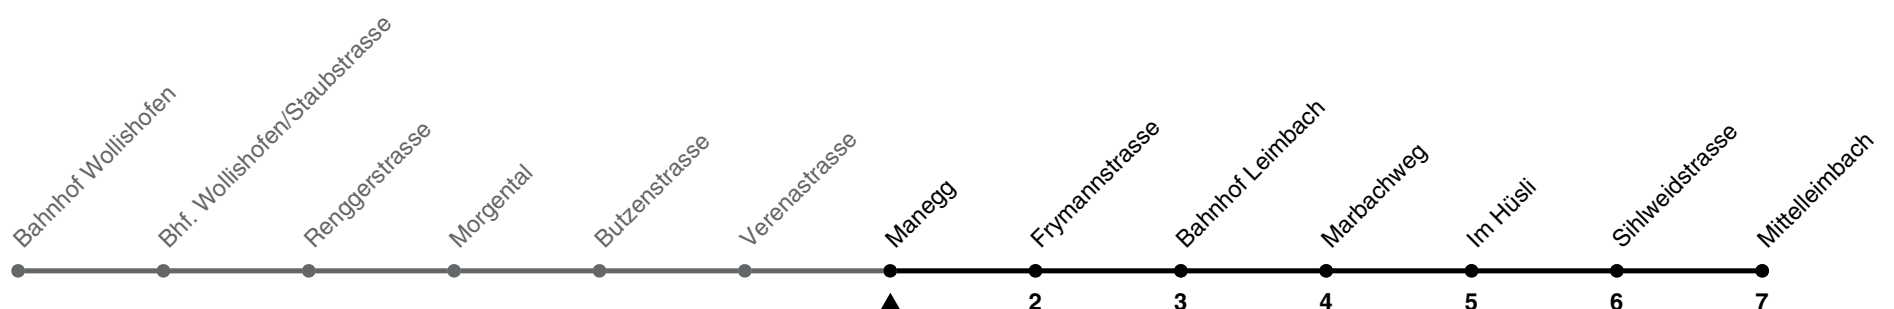 Bahnhof Wollishofen
Bhf. Wollishofen/Staubstrasse
Renggerstrasse
Morgental
Butzenstrasse
Verenastrasse
Manegg
Frymannstrasse
Bahnhof Leimbach
Marbachweg
Im Hüsli
Sihlweidstrasse
Mittelleimbach
2 3 4 5 6 7